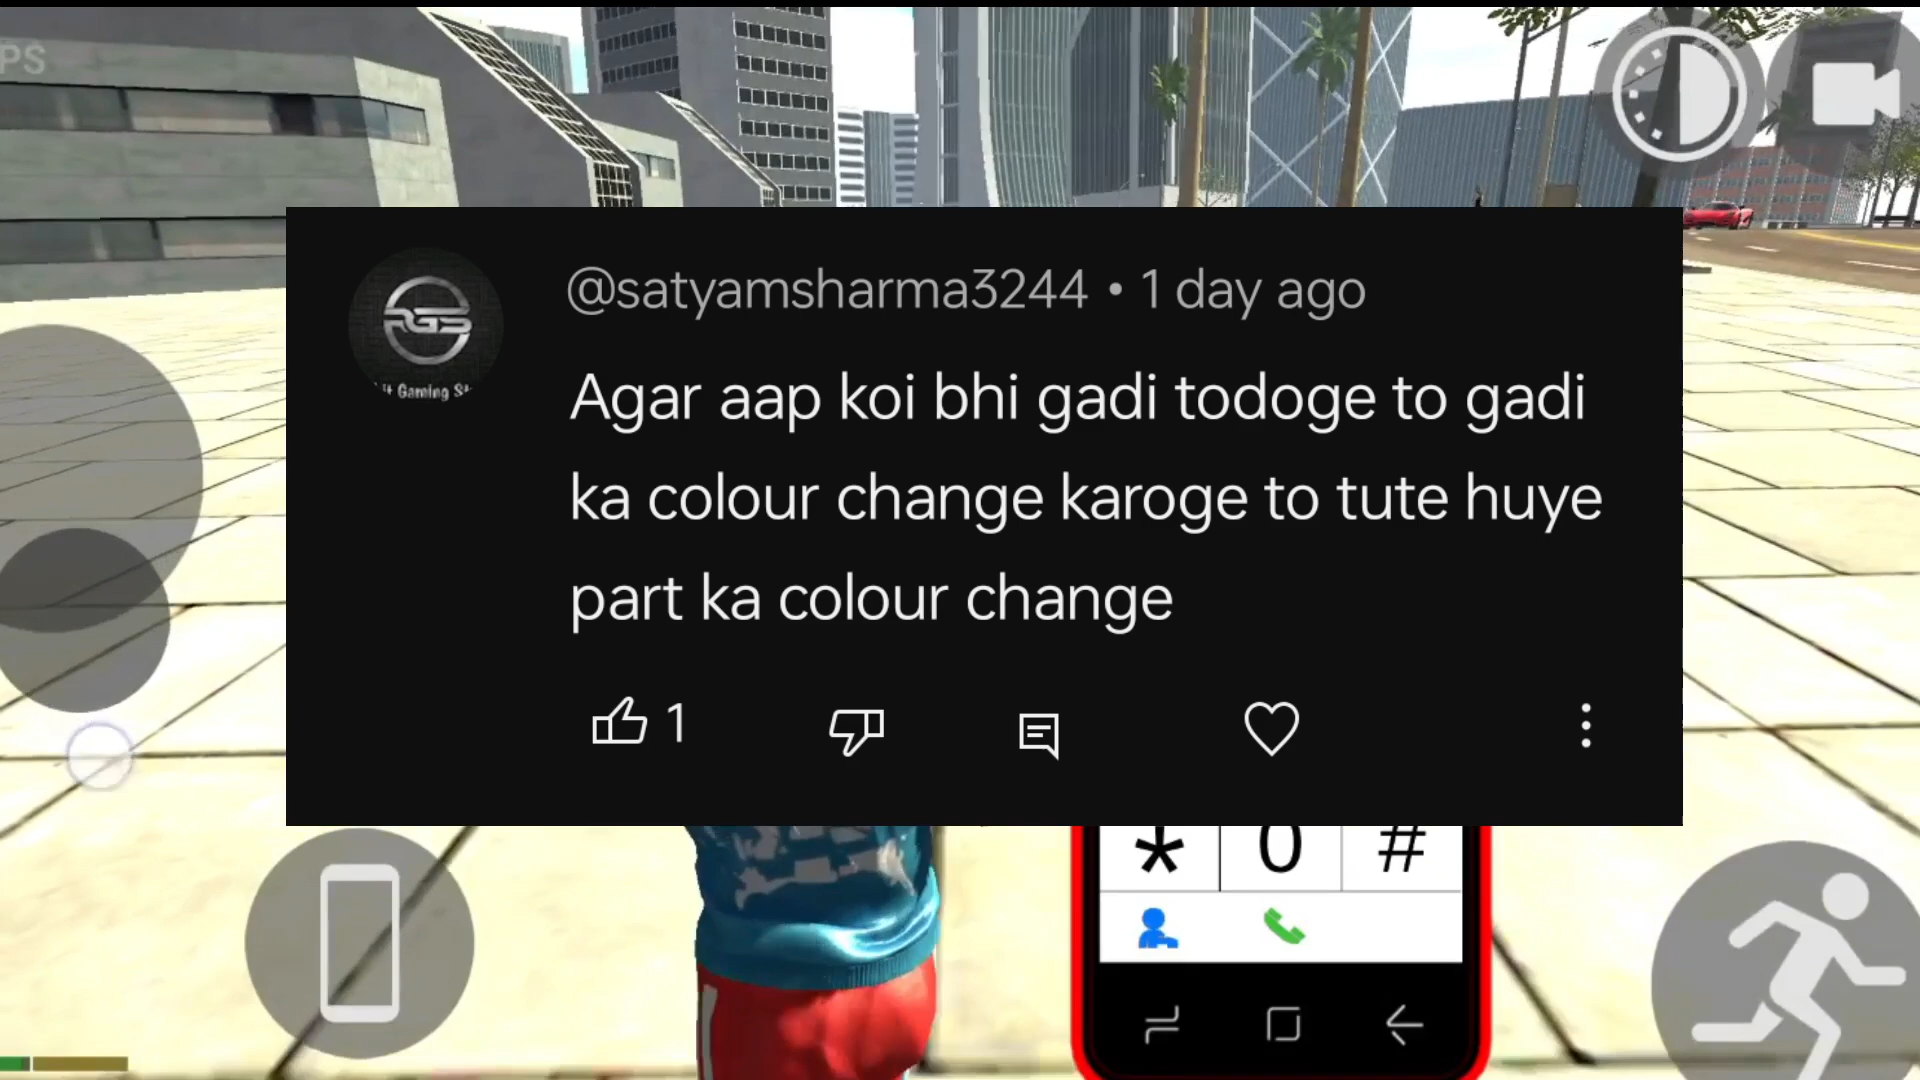 PS
@satyamsharma3244 • 1 day ago
Agar aap koi bhi gadi todoge to gadi
ka colour change karoge to tute huye
part ka colour change
1
* 0 #